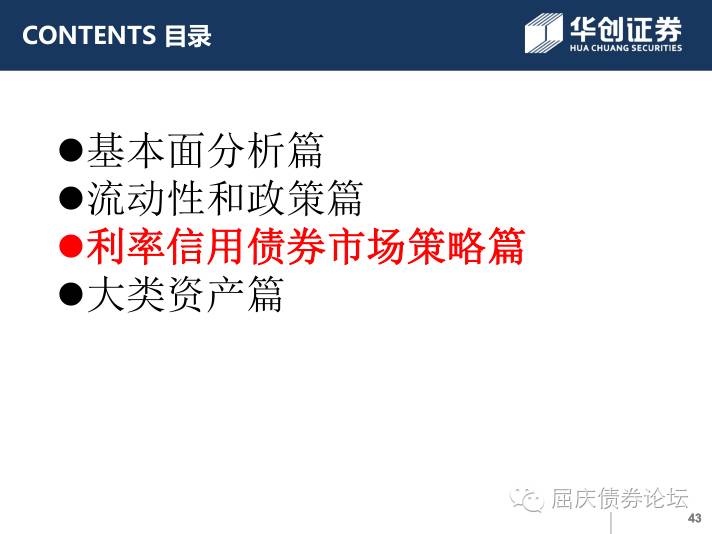 CONTENTS 目录
华创证券
HUA CHUANG SECURITIES
●基本面分析篇
●流动性和政策篇
●利率信用债券市场策略篇
●大类资产篇
屈庆债券论坛
43